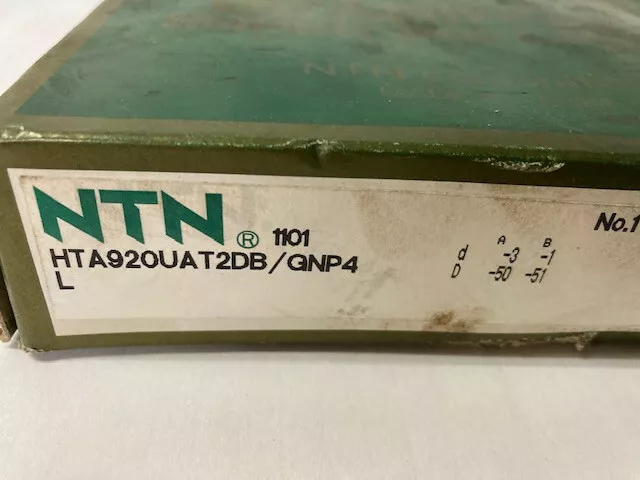 NTN® 1101
HTA920UAT2DB/GNP4
L
No.1
A B
d -3 -1
D -50 -51